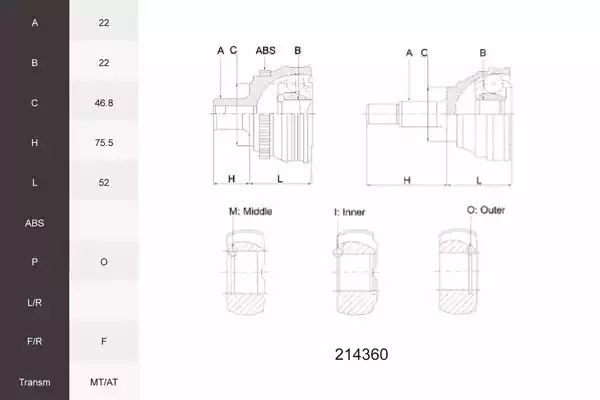 A 22
B 22
C 46.8
H 75.5
L 52
ABS
P O
L/R
F/R F
Transm MT/AT
A C ABS B
H L
A C B
H L
M: Middle I: Inner O: Outer
214360